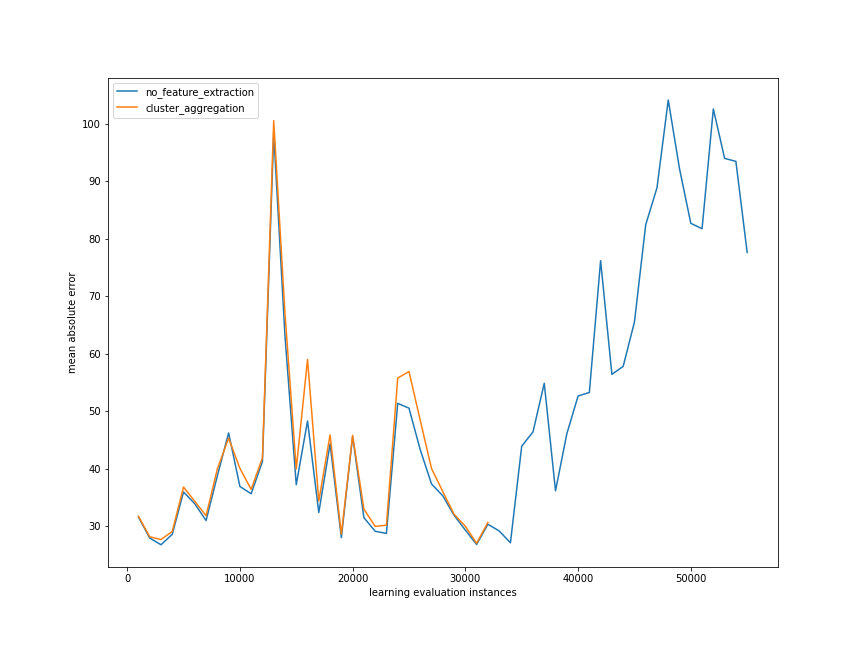 no_feature_extraction
cluster_aggregation
100
90
80
70
60
50
40
30
mean absolute error
0 10000 20000 30000 40000 50000
learning evaluation instances